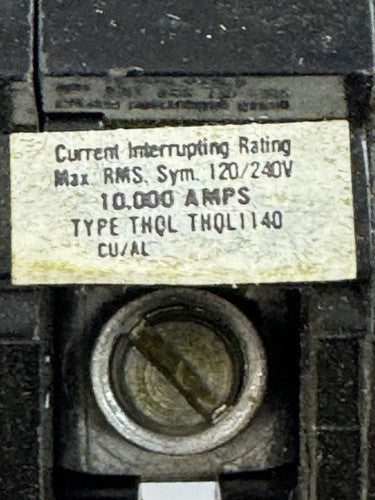 Current Interrupting Rating
Max. RMS. Sym. 120/240V
10,000 AMPS
TYPE THQL THQL1140
CU/AL